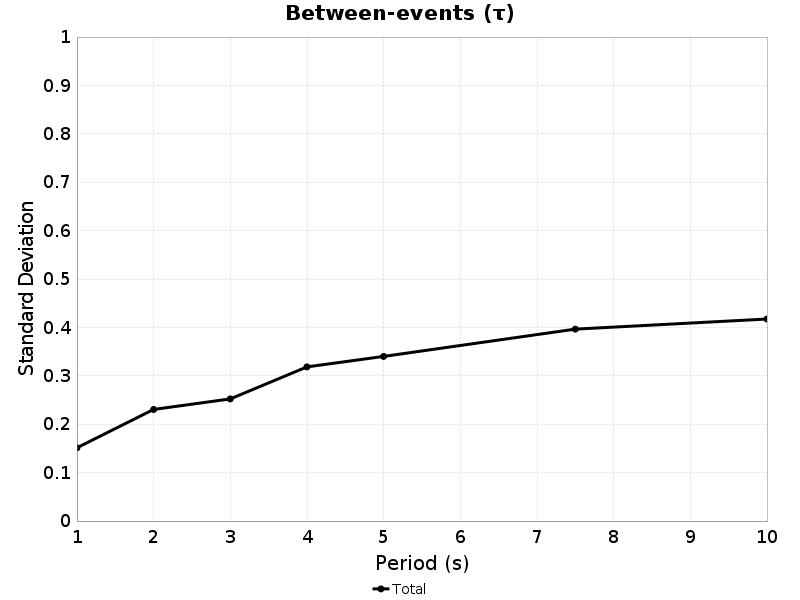 Between-events (τ)
1
0.9
0.8
0.7
0.6
0.5
0.4
0.3
0.2
0.1
0
Standard Deviation
1 2 3 4 5 6 7 8 9 10
Period (s)
Total